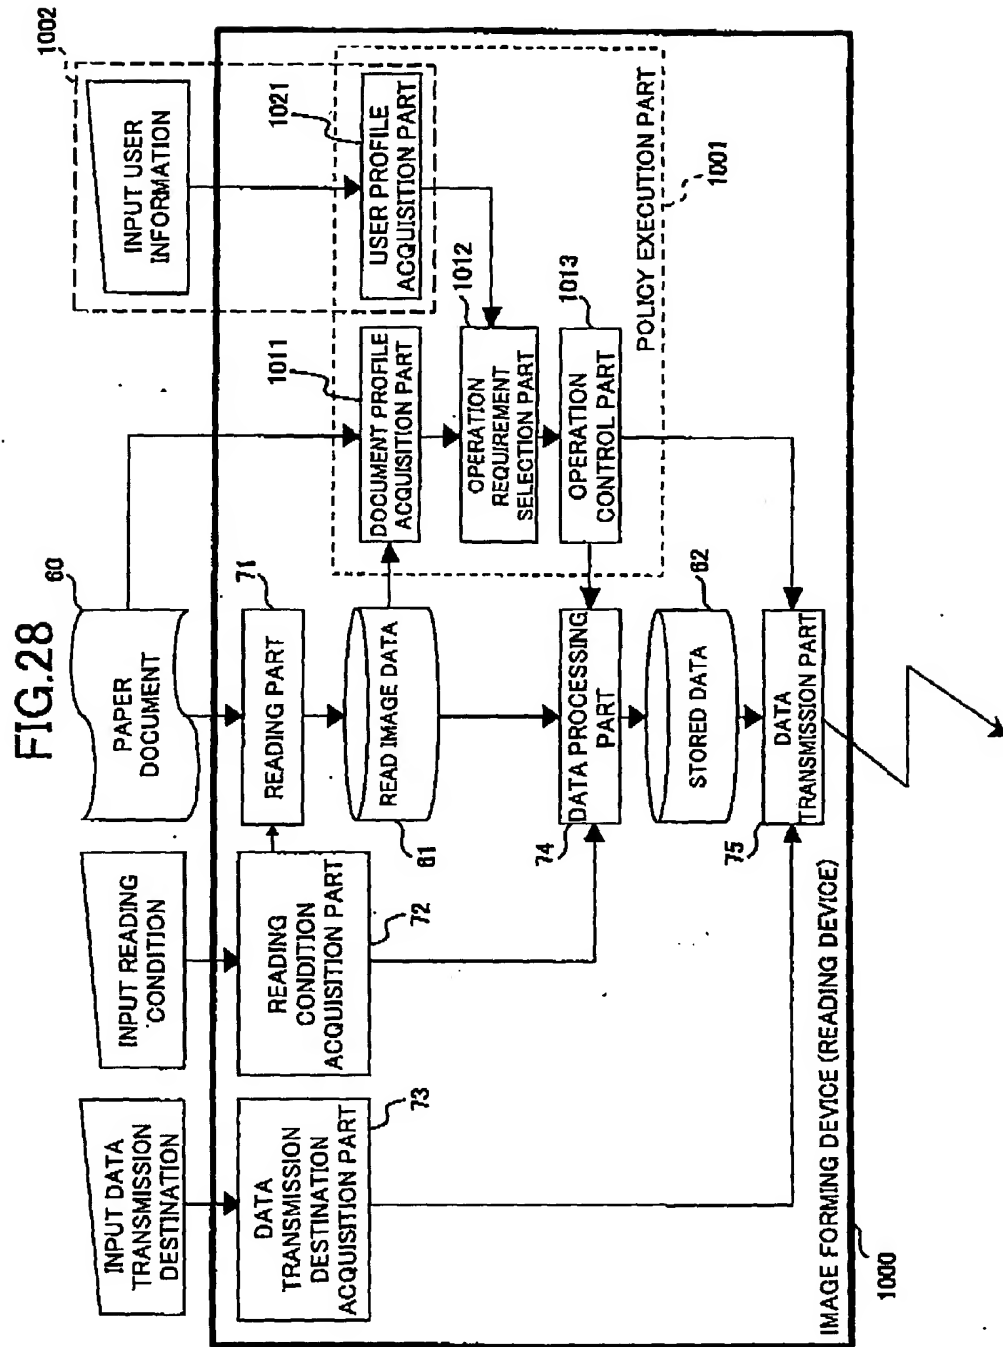 FIG.28
INPUT DATA
TRANSMISSION
DESTINATION
INPUT READING
CONDITION
PAPER
DOCUMENT
60
INPUT USER
INFORMATION
1002
DATA
TRANSMISSION
DESTINATION
ACQUISITION PART
73
READING
CONDITION
ACQUISITION PART
72
READING PART
71
READ IMAGE DATA
61
DOCUMENT PROFILE
ACQUISITION PART
1011
USER PROFILE
ACQUISITION PART
1021
OPERATION
REQUIREMENT
SELECTION PART
1012
DATA PROCESSING
PART
74
OPERATION
CONTROL PART
1013
STORED DATA
62
POLICY EXECUTION PART
1001
DATA
TRANSMISSION PART
75
IMAGE FORMING DEVICE (READING DEVICE)
1000